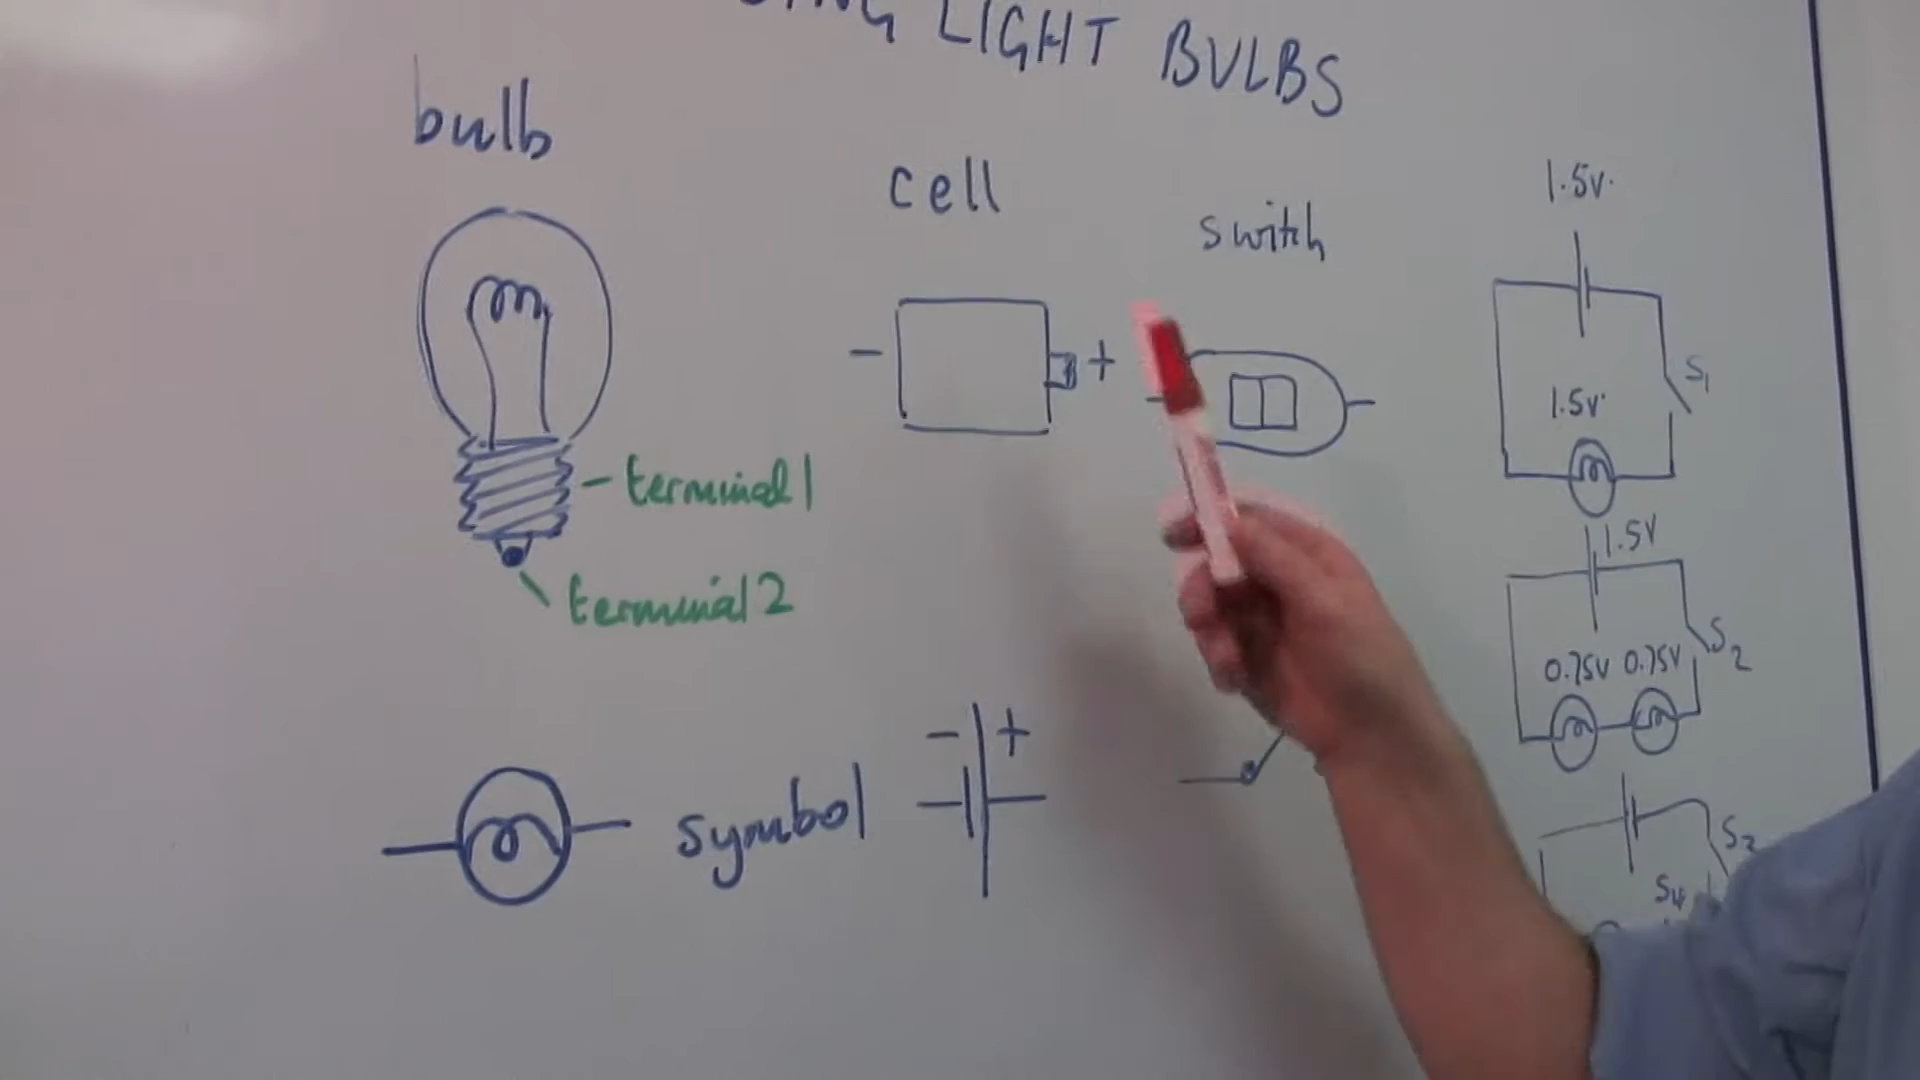 LIGHT BULBS
bulb
cell
switch
- +
terminal 1
terminal 2
- +
symbol
1.5v.
S1
1.5v.
1.5V
S2
0.75V 0.75V
S4